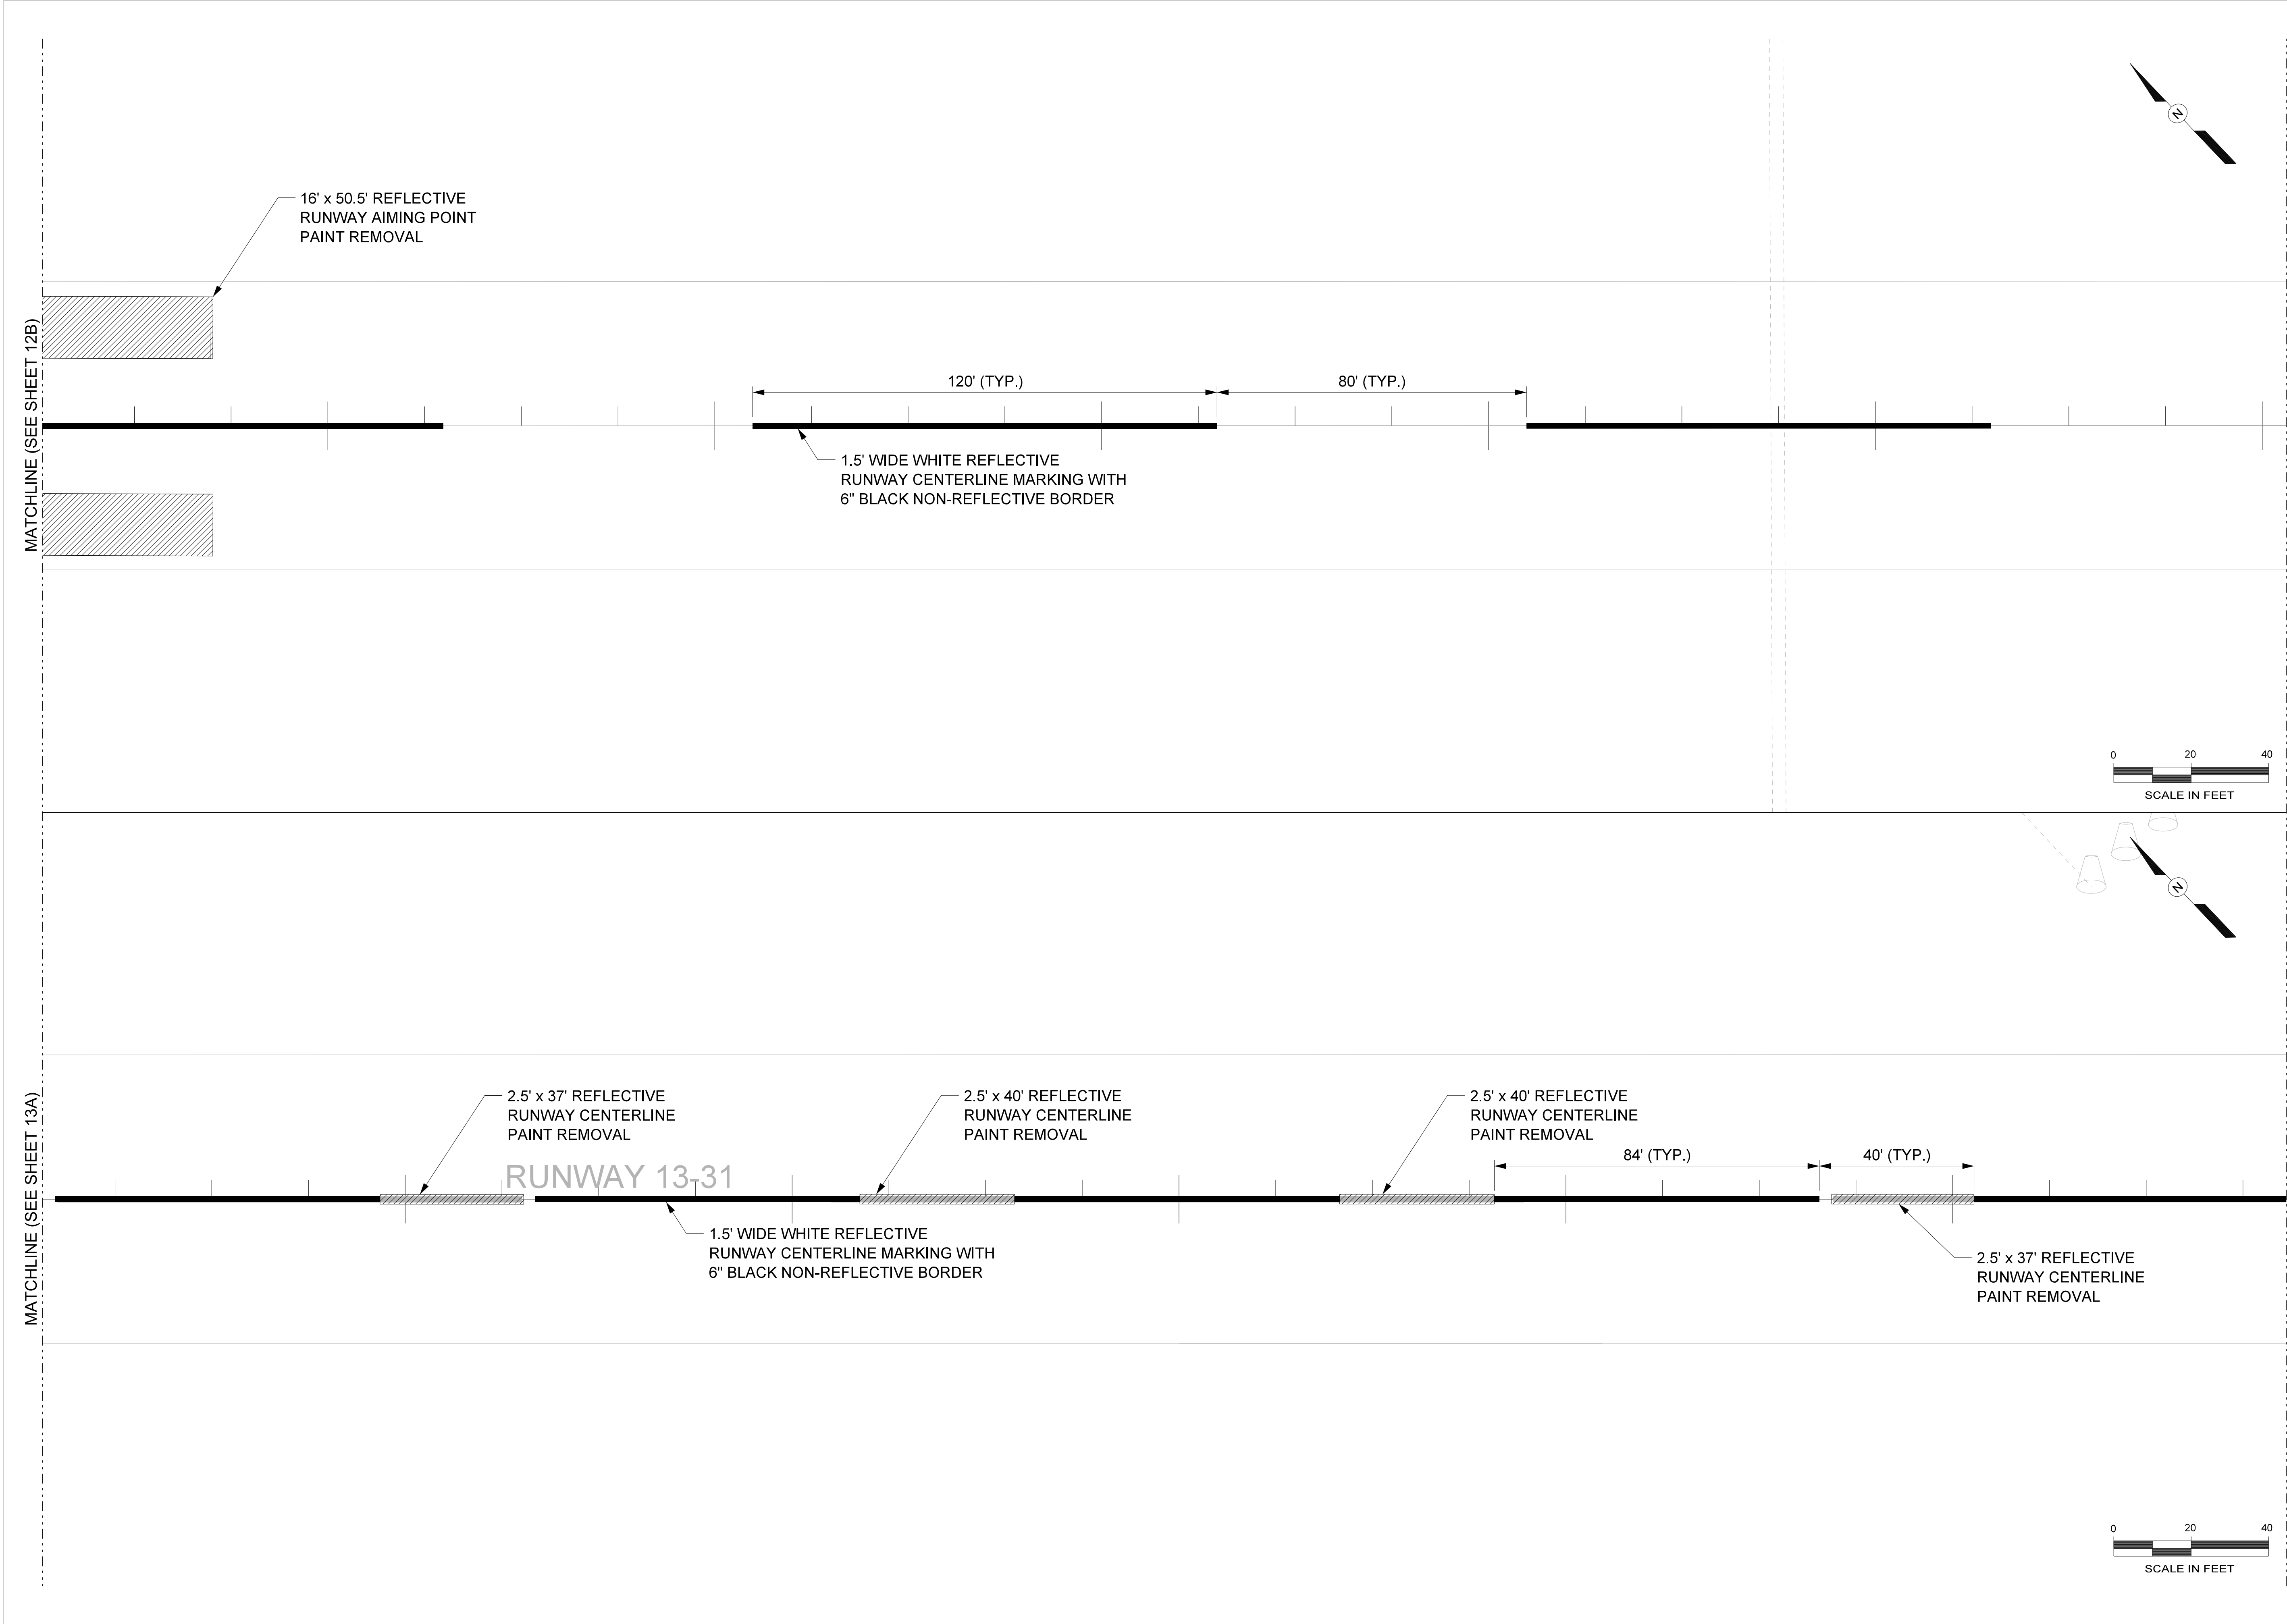 16' x 50.5' REFLECTIVE
RUNWAY AIMING POINT
PAINT REMOVAL
MATCHLINE (SEE SHEET 12B)
120' (TYP.)
80' (TYP.)
1.5' WIDE WHITE REFLECTIVE
RUNWAY CENTERLINE MARKING WITH
6" BLACK NON-REFLECTIVE BORDER
N
0 20 40
SCALE IN FEET
N
MATCHLINE (SEE SHEET 13A)
2.5' x 37' REFLECTIVE
RUNWAY CENTERLINE
PAINT REMOVAL
2.5' x 40' REFLECTIVE
RUNWAY CENTERLINE
PAINT REMOVAL
2.5' x 40' REFLECTIVE
RUNWAY CENTERLINE
PAINT REMOVAL
84' (TYP.)
40' (TYP.)
RUNWAY 13-31
1.5' WIDE WHITE REFLECTIVE
RUNWAY CENTERLINE MARKING WITH
6" BLACK NON-REFLECTIVE BORDER
2.5' x 37' REFLECTIVE
RUNWAY CENTERLINE
PAINT REMOVAL
0 20 40
SCALE IN FEET